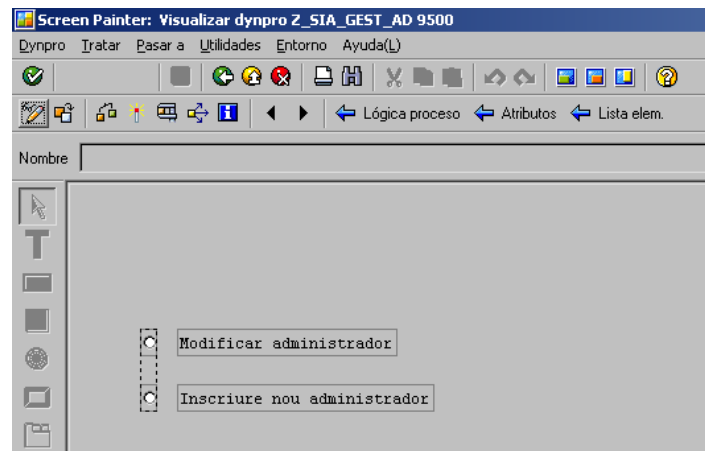 Screen Painter: Visualizar dynpro Z_SIA_GEST_AD 9500
Dynpro Tratar Pasar a Utilidades Entorno Ayuda(L)
Lógica proceso Atributos Lista elem.
Nombre
T
Modificar administrador
Inscriure nou administrador